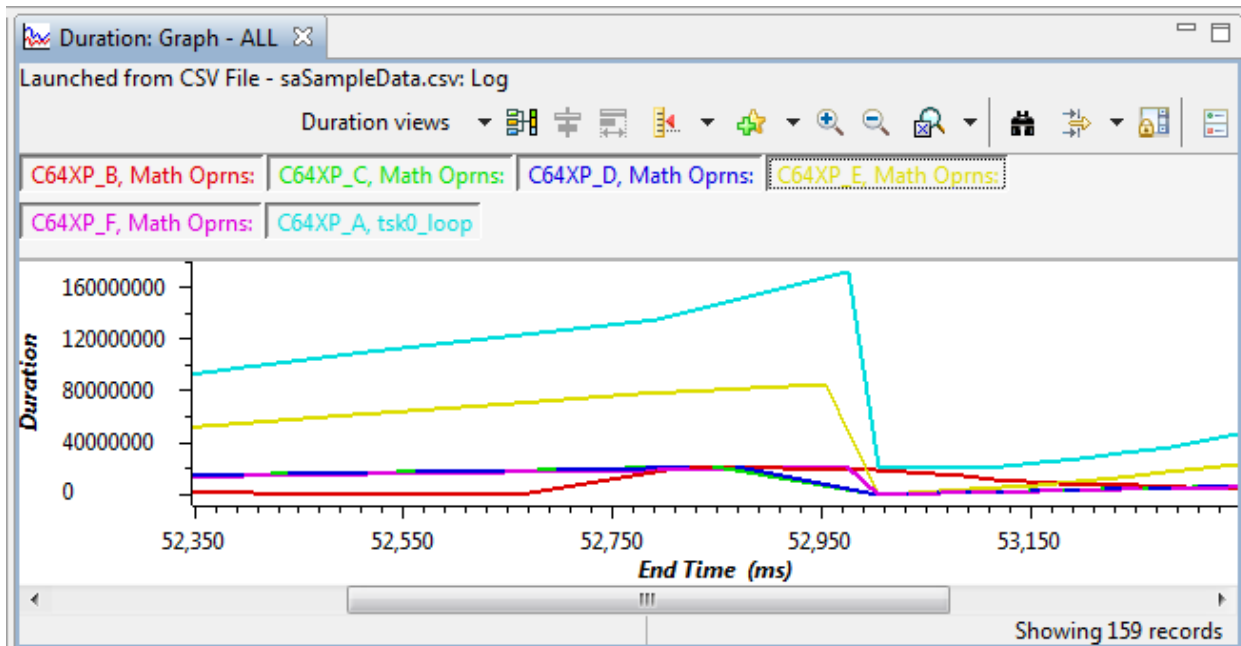 Duration: Graph - ALL
Launched from CSV File - saSampleData.csv: Log
Duration views
C64XP_B, Math Oprns: C64XP_C, Math Oprns: C64XP_D, Math Oprns: C64XP_E, Math Oprns:
C64XP_F, Math Oprns: C64XP_A, tsk0_loop
160000000
120000000
80000000
40000000
0
Duration
52,350 52,550 52,750 52,950 53,150
End Time (ms)
Showing 159 records